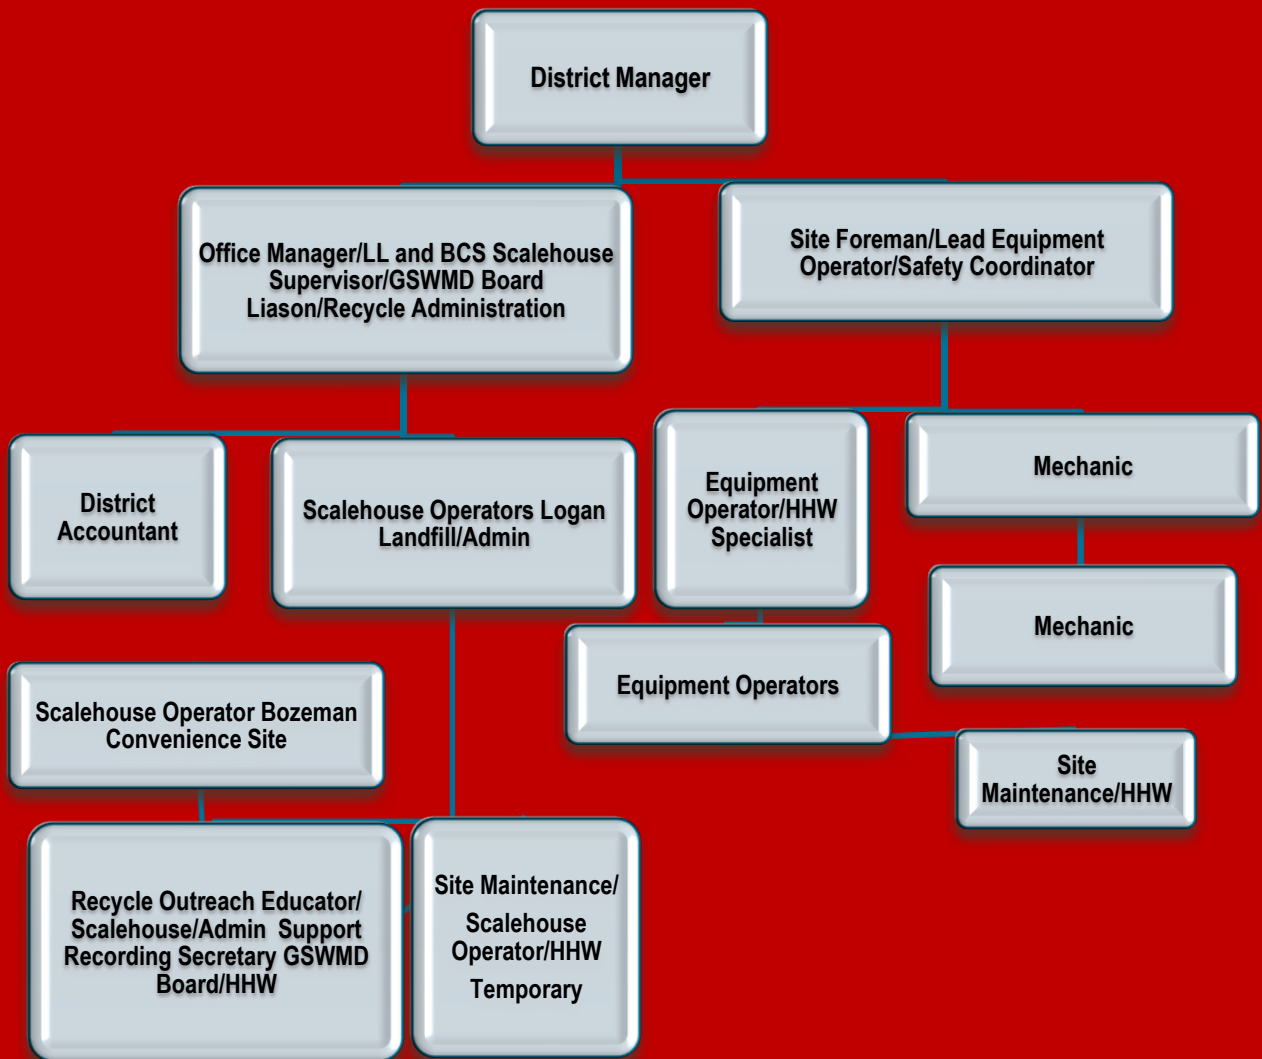 District Manager
Office Manager/LL and BCS Scalehouse
Supervisor/GSWMD Board
Liason/Recycle Administration
Site Foreman/Lead Equipment
Operator/Safety Coordinator
District
Accountant
Scalehouse Operators Logan
Landfill/Admin
Equipment
Operator/HHW
Specialist
Mechanic
Mechanic
Equipment Operators
Scalehouse Operator Bozeman
Convenience Site
Site
Maintenance/HHW
Recycle Outreach Educator/
Scalehouse/Admin Support
Recording Secretary GSWMD
Board/HHW
Site Maintenance/
Scalehouse
Operator/HHW
Temporary